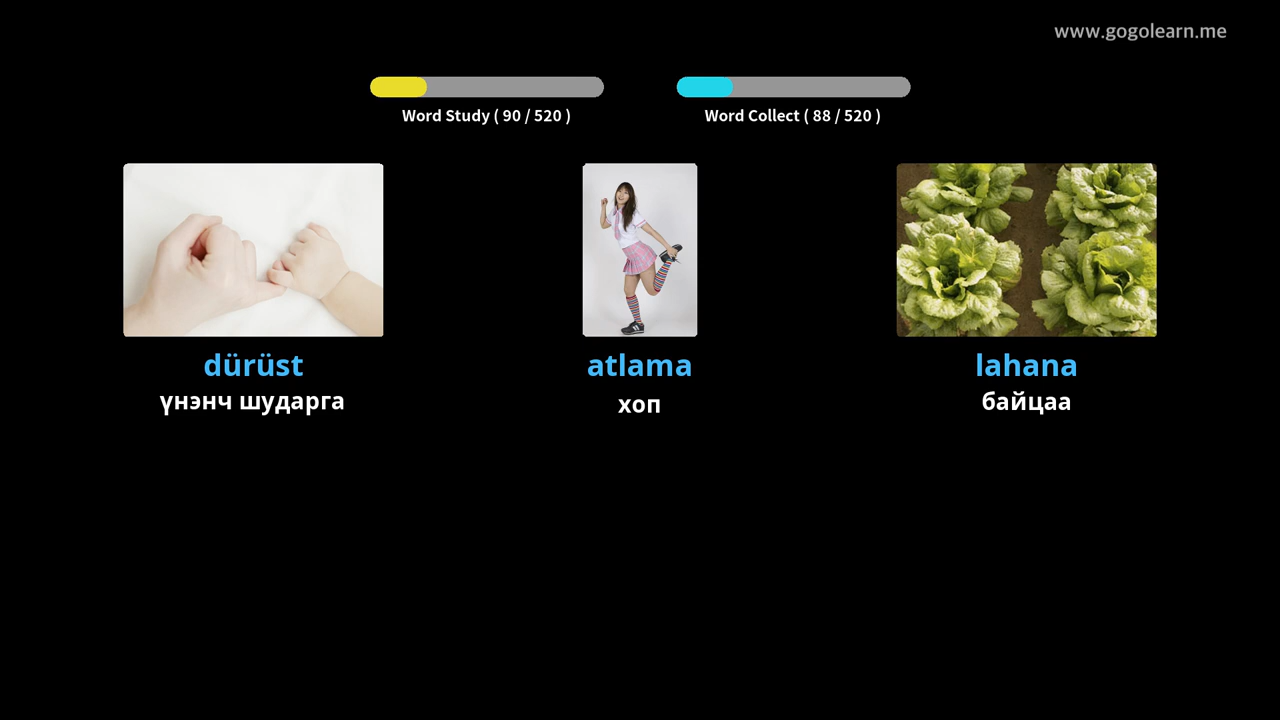 www.gogolearn.me
Word Study ( 90 / 520 )
Word Collect ( 88 / 520 )
dürüst
үнэнч шударга
atlama
хоп
lahana
байцаа